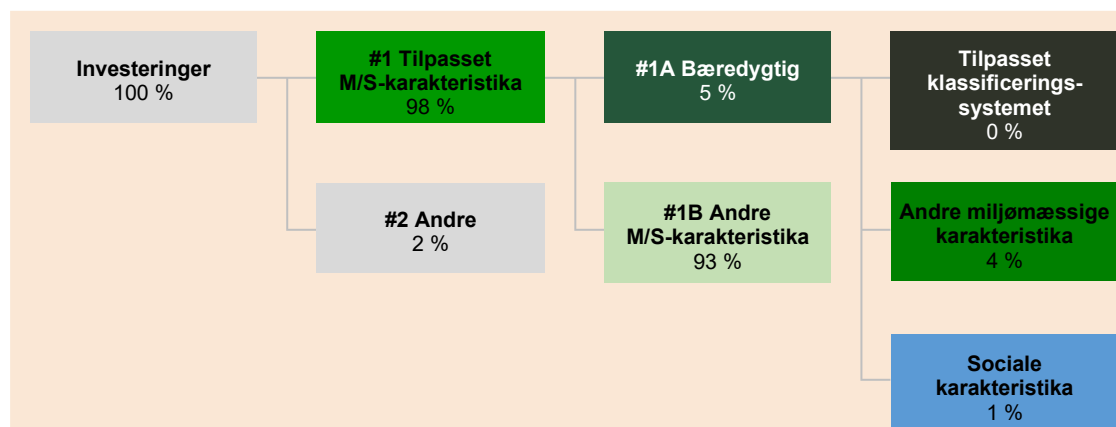 Investeringer
100 %
#1 Tilpasset
M/S-karakteristika
98 %
#1A Bæredygtig
5 %
Tilpasset
klassificerings-
systemet
0 %
#2 Andre
2 %
#1B Andre
M/S-karakteristika
93 %
Andre miljømæssige
karakteristika
4 %
Sociale
karakteristika
1 %